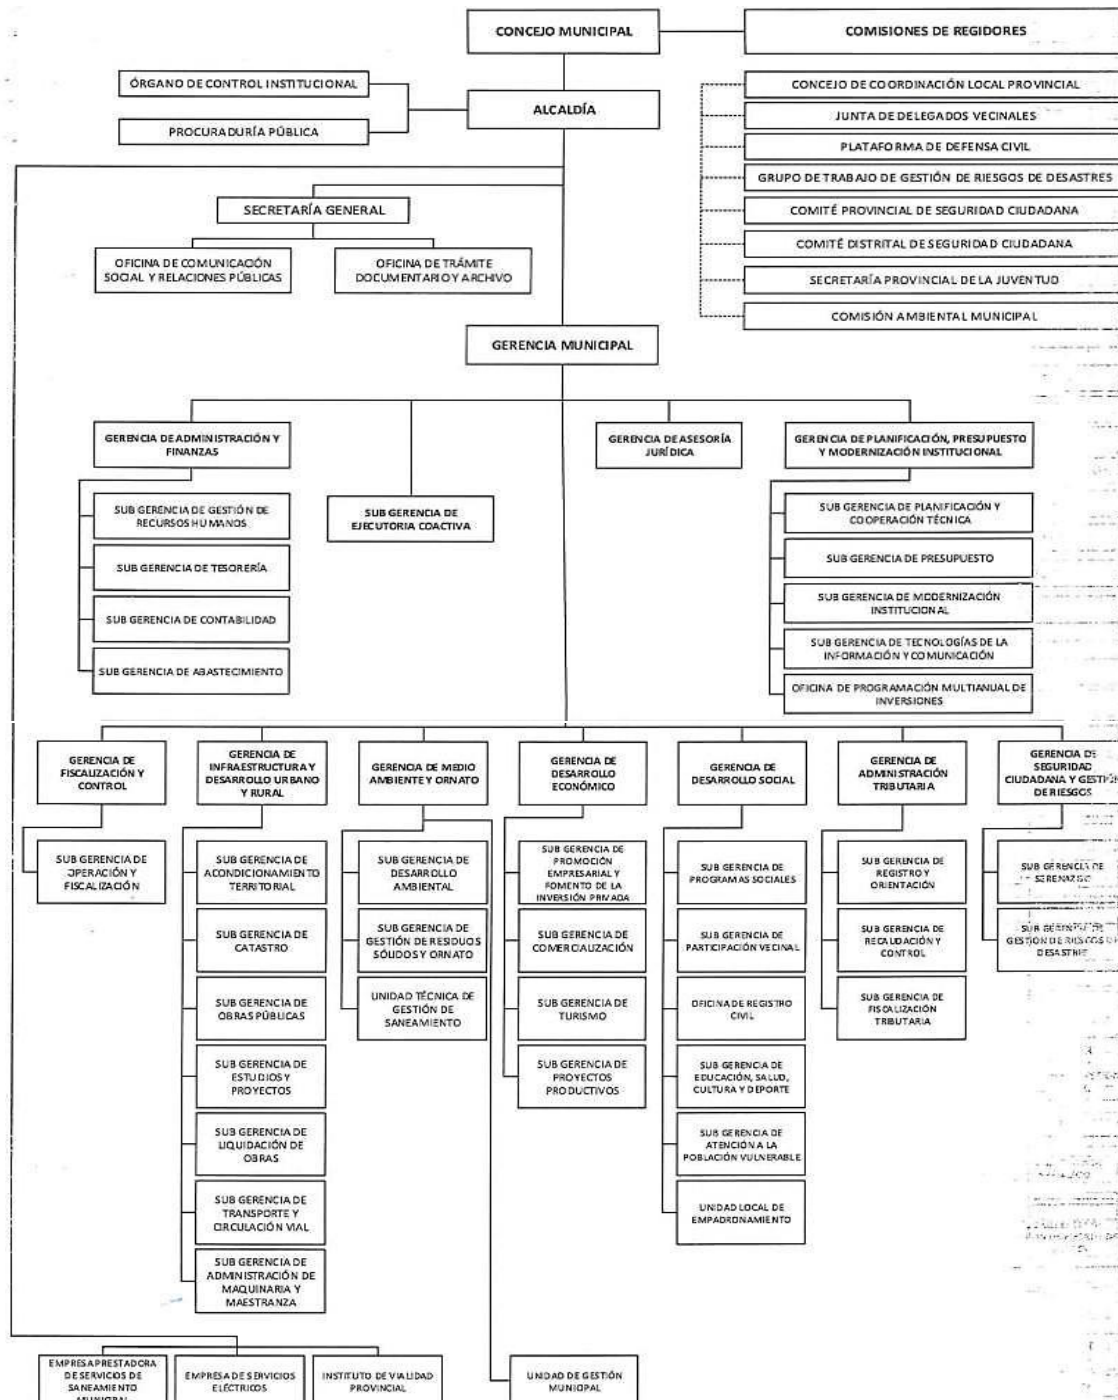 CONCEJO MUNICIPAL
COMISIONES DE REGIDORES
ÓRGANO DE CONTROL INSTITUCIONAL
PROCURADURÍA PÚBLICA
ALCALDÍA
CONCEJO DE COORDINACIÓN LOCAL PROVINCIAL
JUNTA DE DELEGADOS VECINALES
PLATAFORMA DE DEFENSA CIVIL
GRUPO DE TRABAJO DE GESTIÓN DE RIESGOS DE DESASTRES
COMITÉ PROVINCIAL DE SEGURIDAD CIUDADANA
COMITÉ DISTRITAL DE SEGURIDAD CIUDADANA
SECRETARÍA PROVINCIAL DE LA JUVENTUD
COMISIÓN AMBIENTAL MUNICIPAL
SECRETARÍA GENERAL
OFICINA DE COMUNICACIÓN
SOCIAL Y RELACIONES PÚBLICAS
OFICINA DE TRÁMITE
DOCUMENTARIO Y ARCHIVO
GERENCIA MUNICIPAL
GERENCIA DE ADMINISTRACIÓN Y
FINANZAS
SUB GERENCIA DE GESTIÓN DE
RECURSOS HUMANOS
SUB GERENCIA DE TESORERÍA
SUB GERENCIA DE CONTABILIDAD
SUB GERENCIA DE ABASTECIMIENTO
SUB GERENCIA DE
EJECUTORIA COACTIVA
GERENCIA DE ASESORÍA
JURÍDICA
GERENCIA DE PLANIFICACIÓN, PRESUPUESTO
Y MODERNIZACIÓN INSTITUCIONAL
SUB GERENCIA DE PLANIFICACIÓN Y
COOPERACIÓN TÉCNICA
SUB GERENCIA DE PRESUPUESTO
SUB GERENCIA DE MODERNIZACIÓN
INSTITUCIONAL
SUB GERENCIA DE TECNOLOGÍAS DE LA
INFORMACIÓN Y COMUNICACIÓN
OFICINA DE PROGRAMACIÓN MULTIANUAL DE
INVERSIONES
GERENCIA DE
FISCALIZACIÓN Y
CONTROL
SUB GERENCIA DE
OPERACIÓN Y
FISCALIZACIÓN
GERENCIA DE
INFRAESTRUCTURA Y
DESARROLLO URBANO
Y RURAL
SUB GERENCIA DE
ACONDICIONAMIENTO
TERRITORIAL
SUB GERENCIA DE
CATASTRO
SUB GERENCIA DE
OBRAS PÚBLICAS
SUB GERENCIA DE
ESTUDIOS Y
PROYECTOS
SUB GERENCIA DE
LIQUIDACIÓN DE
OBRAS
SUB GERENCIA DE
TRANSPORTE Y
CIRCULACIÓN VIAL
SUB GERENCIA DE
ADMINISTRACIÓN DE
MAQUINARIA Y
MAESTRANZA
GERENCIA DE MEDIO
AMBIENTE Y ORNATO
SUB GERENCIA DE
DESARROLLO
AMBIENTAL
SUB GERENCIA DE
GESTIÓN DE RESIDUOS
SÓLIDOS Y ORNATO
UNIDAD TÉCNICA DE
GESTIÓN DE
SANEAMIENTO
GERENCIA DE
DESARROLLO
ECONÓMICO
SUB GERENCIA DE
PROMOCIÓN
EMPRESARIAL Y
FOMENTO DE LA
INVERSIÓN PRIVADA
SUB GERENCIA DE
COMERCIALIZACIÓN
SUB GERENCIA DE
TURISMO
SUB GERENCIA DE
PROYECTOS
PRODUCTIVOS
GERENCIA DE
DESARROLLO SOCIAL
SUB GERENCIA DE
PROGRAMAS SOCIALES
SUB GERENCIA DE
PARTICIPACIÓN VECINAL
OFICINA DE REGISTRO
CIVIL
SUB GERENCIA DE
EDUCACIÓN, SALUD,
CULTURA Y DEPORTE
SUB GERENCIA DE
ATENCIÓN A LA
POBLACIÓN VULNERABLE
UNIDAD LOCAL DE
EMPADRONAMIENTO
GERENCIA DE
ADMINISTRACIÓN
TRIBUTARIA
SUB GERENCIA DE
REGISTRO Y
ORIENTACIÓN
SUB GERENCIA DE
RECAUDACIÓN Y
CONTROL
SUB GERENCIA DE
FISCALIZACIÓN
TRIBUTARIA
GERENCIA DE
SEGURIDAD
CIUDADANA Y GESTIÓN
DE RIESGOS
SUB GERENCIA DE
SERENAZGO
SUB GERENCIA DE
GESTIÓN DE RIESGOS
DESASTRE
EMPRESA PRESTADORA
DE SERVICIOS DE
SANEAMIENTO
MUNICIPAL
EMPRESA DE SERVICIOS
ELÉCTRICOS
INSTITUTO DE VIALIDAD
PROVINCIAL
UNIDAD DE GESTIÓN
MUNICIPAL